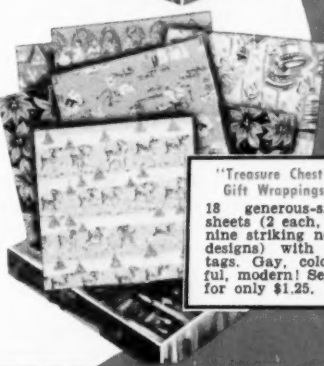 "Treasure Chest
Gift Wrappings
18 generous-s
sheets (2 each,
nine striking n
designs) with
tags. Gay, colo
ful, modern! Se
for only $1.25.